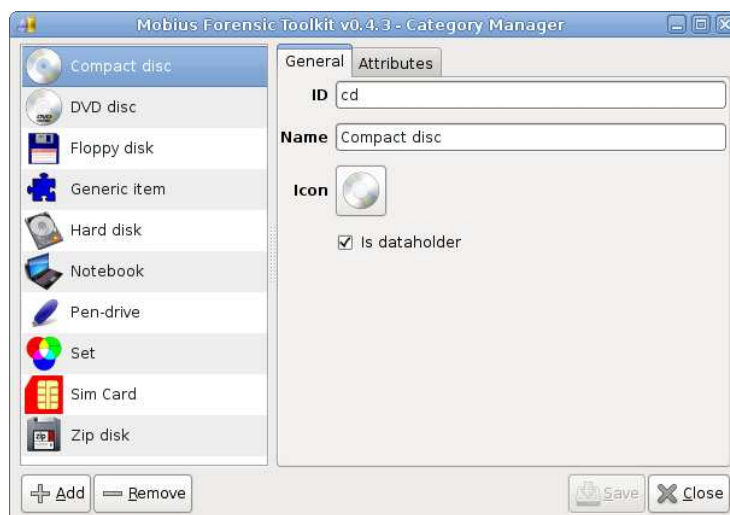 Mobius Forensic Toolkit v0.4.3 - Category Manager
Compact disc
DVD disc
Floppy disk
Generic item
Hard disk
Notebook
Pen-drive
Set
Sim Card
Zip disk
General Attributes
ID cd
Name Compact disc
Icon
Is dataholder
Add Remove Save Close